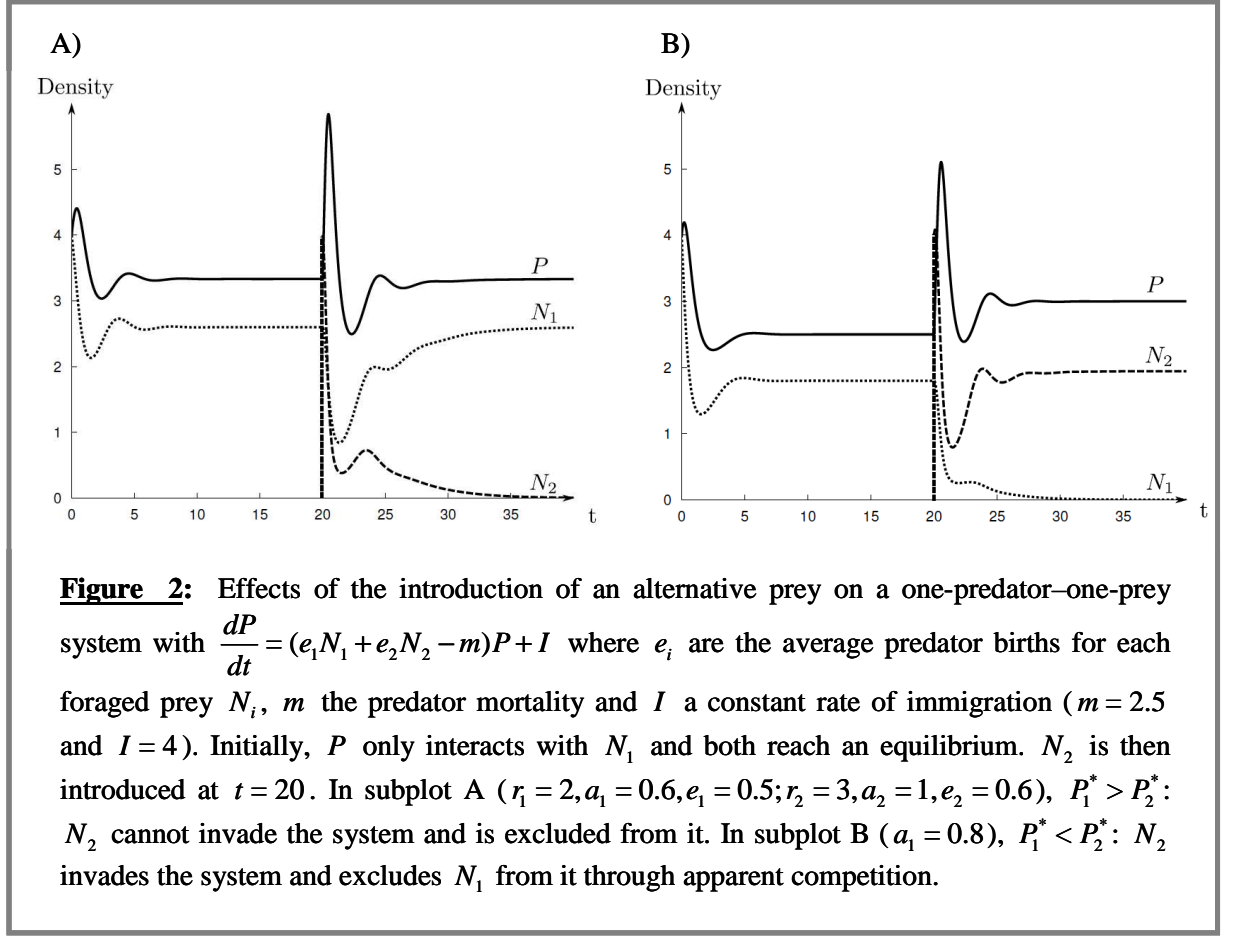 A)
B)
Density
Density
5
4
3
2
1
0
P
N₁
N₂
0 5 10 15 20 25 30 35 t
5
4
3
2
1
0
P
N₂
N₁
0 5 10 15 20 25 30 35 t
Figure 2: Effects of the introduction of an alternative prey on a one-predator–one-prey
system with dP/dt = (e₁N₁ + e₂N₂ − m)P + I where eᵢ are the average predator births for each
foraged prey Nᵢ, m the predator mortality and I a constant rate of immigration (m = 2.5
and I = 4). Initially, P only interacts with N₁ and both reach an equilibrium. N₂ is then
introduced at t = 20. In subplot A (r₁ = 2, a₁ = 0.6, e₁ = 0.5; r₂ = 3, a₂ = 1, e₂ = 0.6), P₁* > P₂*:
N₂ cannot invade the system and is excluded from it. In subplot B (a₁ = 0.8), P₁* < P₂*: N₂
invades the system and excludes N₁ from it through apparent competition.